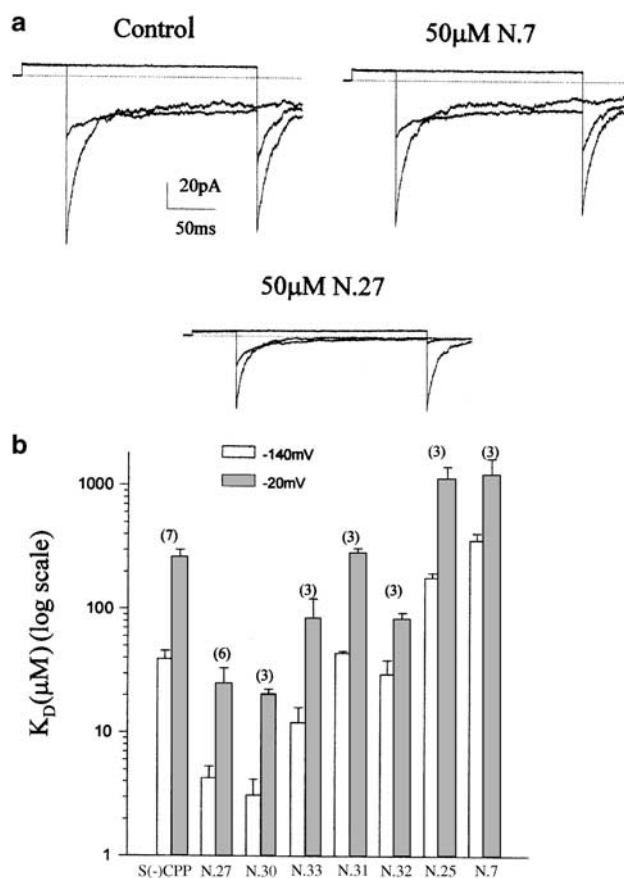 a
Control
50μM N.7
20pA
50ms
50μM N.27
b
-140mV
-20mV
K_D(μM) (log scale)
1000
100
10
1
(7)
(6)
(3)
(3)
(3)
(3)
(3)
(3)
S(-)CPP N.27 N.30 N.33 N.31 N.32 N.25 N.7